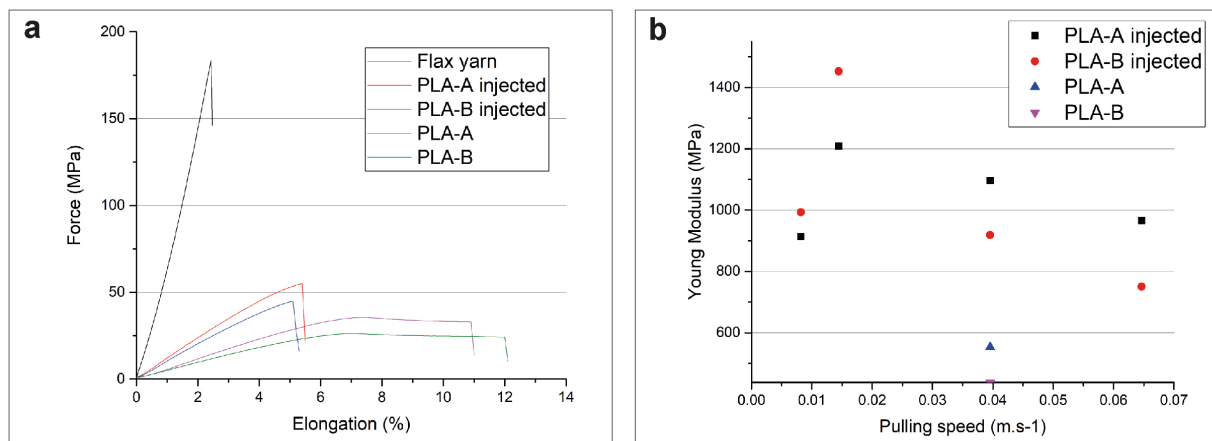 a
Force (MPa)
200
150
100
50
0
0 2 4 6 8 10 12 14
Elongation (%)
Flax yarn
PLA-A injected
PLA-B injected
PLA-A
PLA-B
b
Young Modulus (MPa)
1400
1200
1000
800
600
0.00 0.01 0.02 0.03 0.04 0.05 0.06 0.07
Pulling speed (m.s-1)
PLA-A injected
PLA-B injected
PLA-A
PLA-B